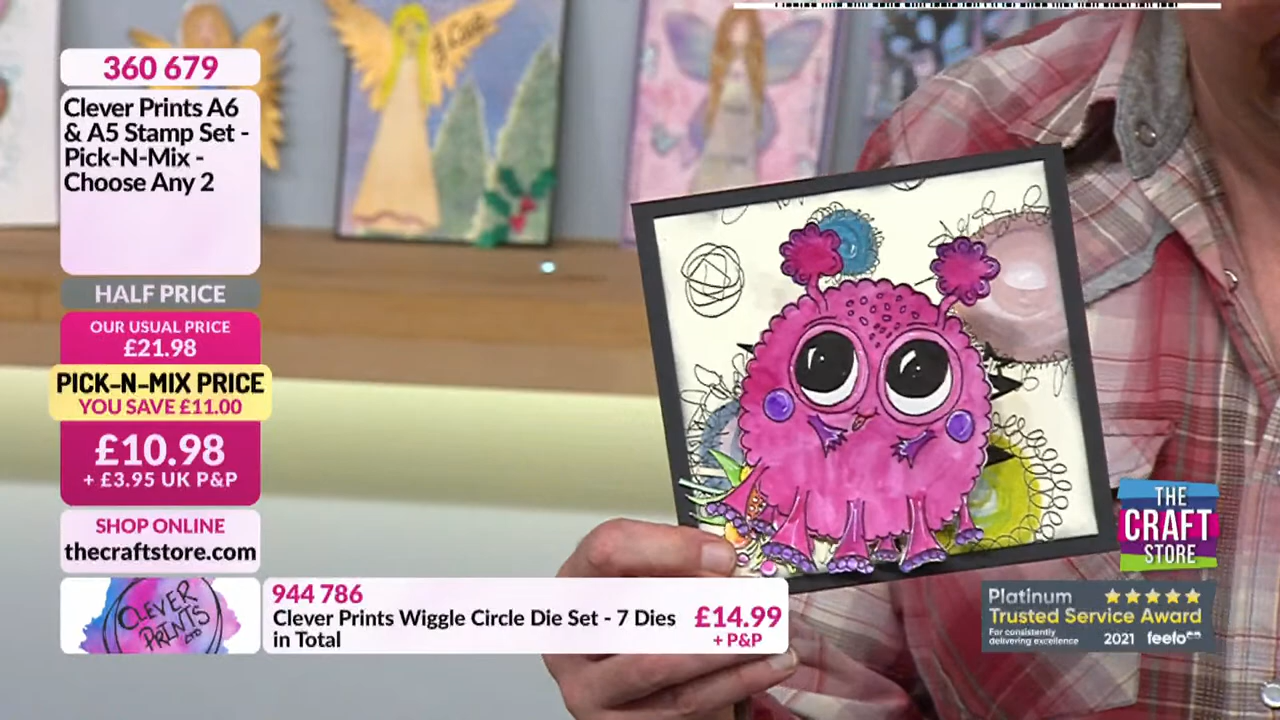 360 679
Clever Prints A6
& A5 Stamp Set -
Pick-N-Mix -
Choose Any 2
HALF PRICE
OUR USUAL PRICE
£21.98
PICK-N-MIX PRICE
YOU SAVE £11.00
£10.98
+ £3.95 UK P&P
SHOP ONLINE
thecraftstore.com
CLEVER
PRINTS LTD
944 786
Clever Prints Wiggle Circle Die Set - 7 Dies
in Total
£14.99
+ P&P
THE
CRAFT
STORE
Platinum
Trusted Service Award
For consistently
delivering excellence
2021 feefo